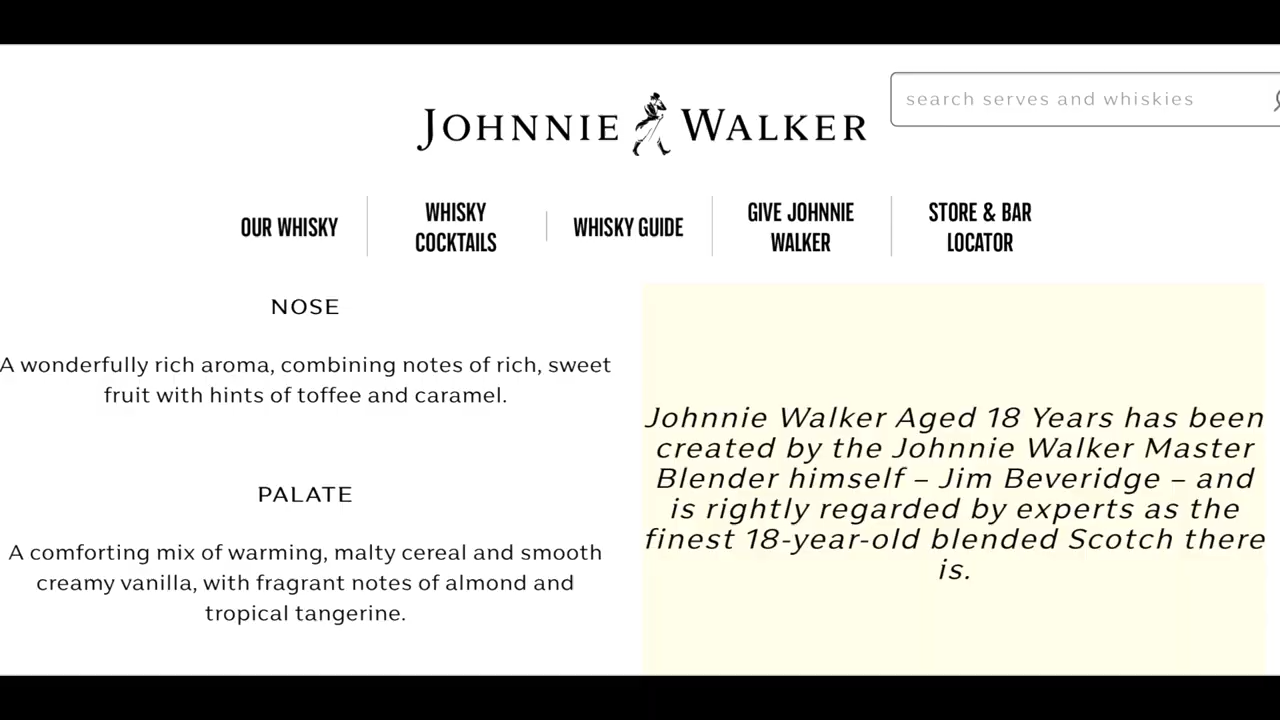 JOHNNIE WALKER
search serves and whiskies
OUR WHISKY
WHISKY
COCKTAILS
WHISKY GUIDE
GIVE JOHNNIE
WALKER
STORE & BAR
LOCATOR
NOSE
A wonderfully rich aroma, combining notes of rich, sweet
fruit with hints of toffee and caramel.
PALATE
A comforting mix of warming, malty cereal and smooth
creamy vanilla, with fragrant notes of almond and
tropical tangerine.
Johnnie Walker Aged 18 Years has been
created by the Johnnie Walker Master
Blender himself – Jim Beveridge – and
is rightly regarded by experts as the
finest 18-year-old blended Scotch there
is.